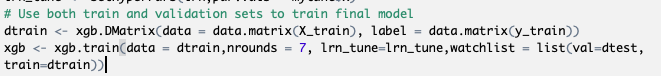 # Use both train and validation sets to train final model
dtrain <- xgb.DMatrix(data = data.matrix(X_train), label = data.matrix(y_train))
xgb <- xgb.train(data = dtrain,nrounds = 7, lrn_tune=lrn_tune,watchlist = list(val=dtest,
train=dtrain))